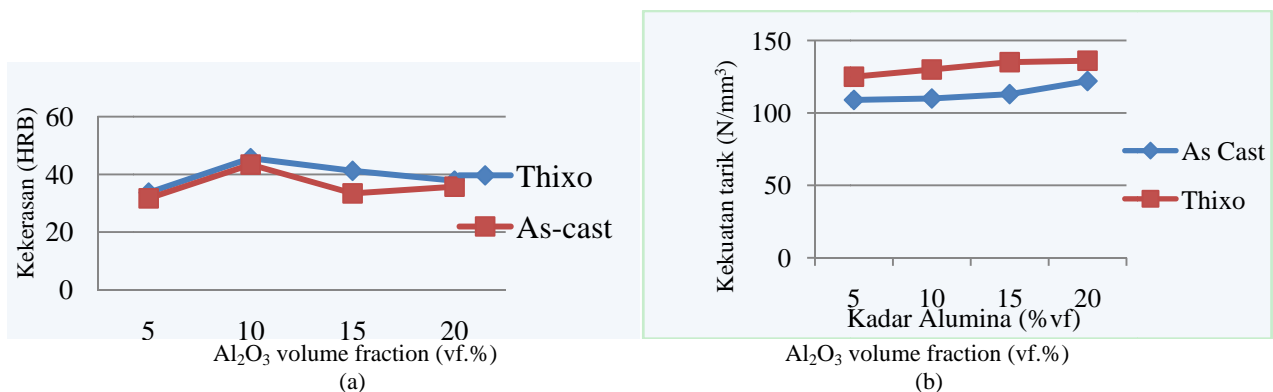 Kekerasan (HRB)
60
40
20
0
5 10 15 20
Thixo
As-cast
Al₂O₃ volume fraction (vf.%)
(a)
Kekuatan tarik (N/mm³)
150
100
50
0
5 10 15 20
Kadar Alumina (%vf)
As Cast
Thixo
Al₂O₃ volume fraction (vf.%)
(b)